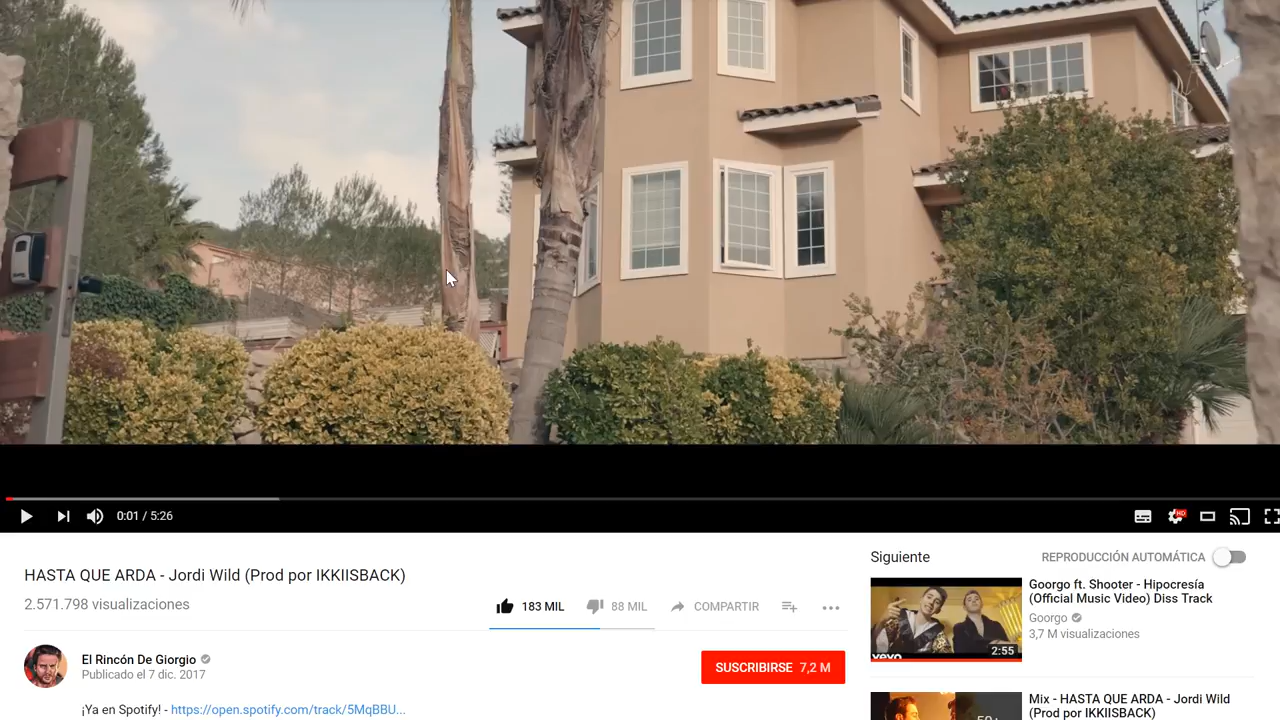 0:01 / 5:26
HD
HASTA QUE ARDA - Jordi Wild (Prod por IKKIISBACK)
2.571.798 visualizaciones
183 MIL
88 MIL
COMPARTIR
El Rincón De Giorgio
Publicado el 7 dic. 2017
SUSCRIBIRSE 7,2 M
¡Ya en Spotify! - https://open.spotify.com/track/5MqBBU...
Siguiente
REPRODUCCIÓN AUTOMÁTICA
vevo
2:55
Goorgo ft. Shooter - Hipocresía
(Official Music Video) Diss Track
Goorgo
3,7 M visualizaciones
50+
Mix - HASTA QUE ARDA - Jordi Wild
(Prod por IKKIISBACK)